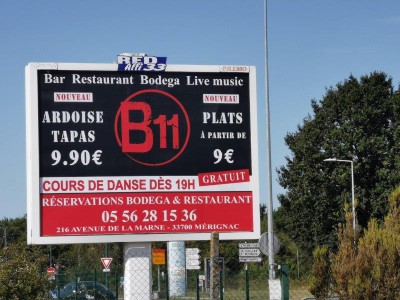 RED
Bar Restaurant Bodega Live music
NOUVEAU
ARDOISE
TAPAS
9.90€
B11
NOUVEAU
PLATS
À PARTIR DE
9€
COURS DE DANSE DÈS 19H GRATUIT
RÉSERVATIONS BODEGA & RESTAURANT
05 56 28 15 36
216 AVENUE DE LA MARNE - 33700 MÉRIGNAC